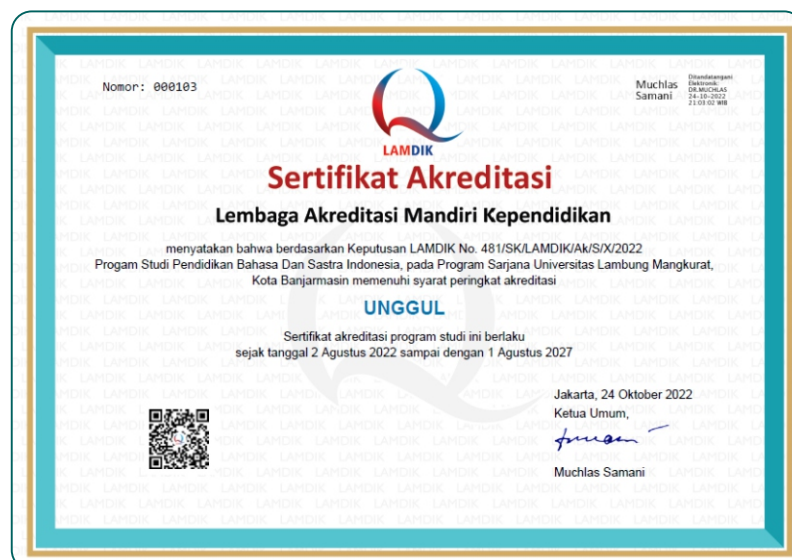 Nomor: 000103
Muchlas
Samani
Ditandatangani
Elektronik:
DR.MUCHLAS
24-10-2022
21:03:02 WIB
LAMDIK
Sertifikat Akreditasi
Lembaga Akreditasi Mandiri Kependidikan
menyatakan bahwa berdasarkan Keputusan LAMDIK No. 481/SK/LAMDIK/Ak/S/X/2022
Progam Studi Pendidikan Bahasa Dan Sastra Indonesia, pada Program Sarjana Universitas Lambung Mangkurat,
Kota Banjarmasin memenuhi syarat peringkat akreditasi
UNGGUL
Sertifikat akreditasi program studi ini berlaku
sejak tanggal 2 Agustus 2022 sampai dengan 1 Agustus 2027
Jakarta, 24 Oktober 2022
Ketua Umum,
Muchlas Samani